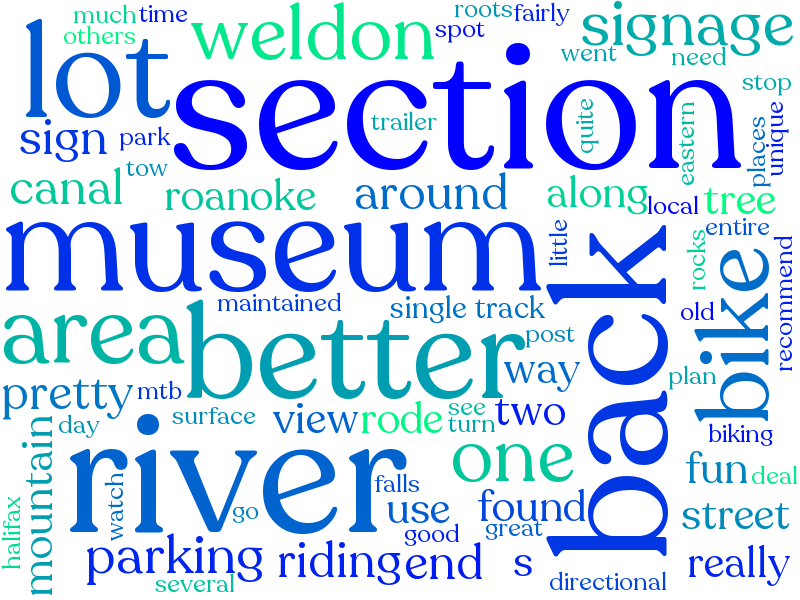 much time
others
roots fairly
spot
signage
weldon
went
need
lot
section
stop
sign
park
tow
trailer
quite
eastern
places
unique
canal
roanoke
around
along
local
tree
museum
little
back
rocks
entire
bike
recommend
maintained
single track
old
area
better
post
way
plan
pretty
mtb
day
surface
view
rode
see
turn
two
biking
mountain
river
one
fun
deal
halifax
watch
go
falls
use
found
street
good
great
parking
riding
end
s
really
several
directional